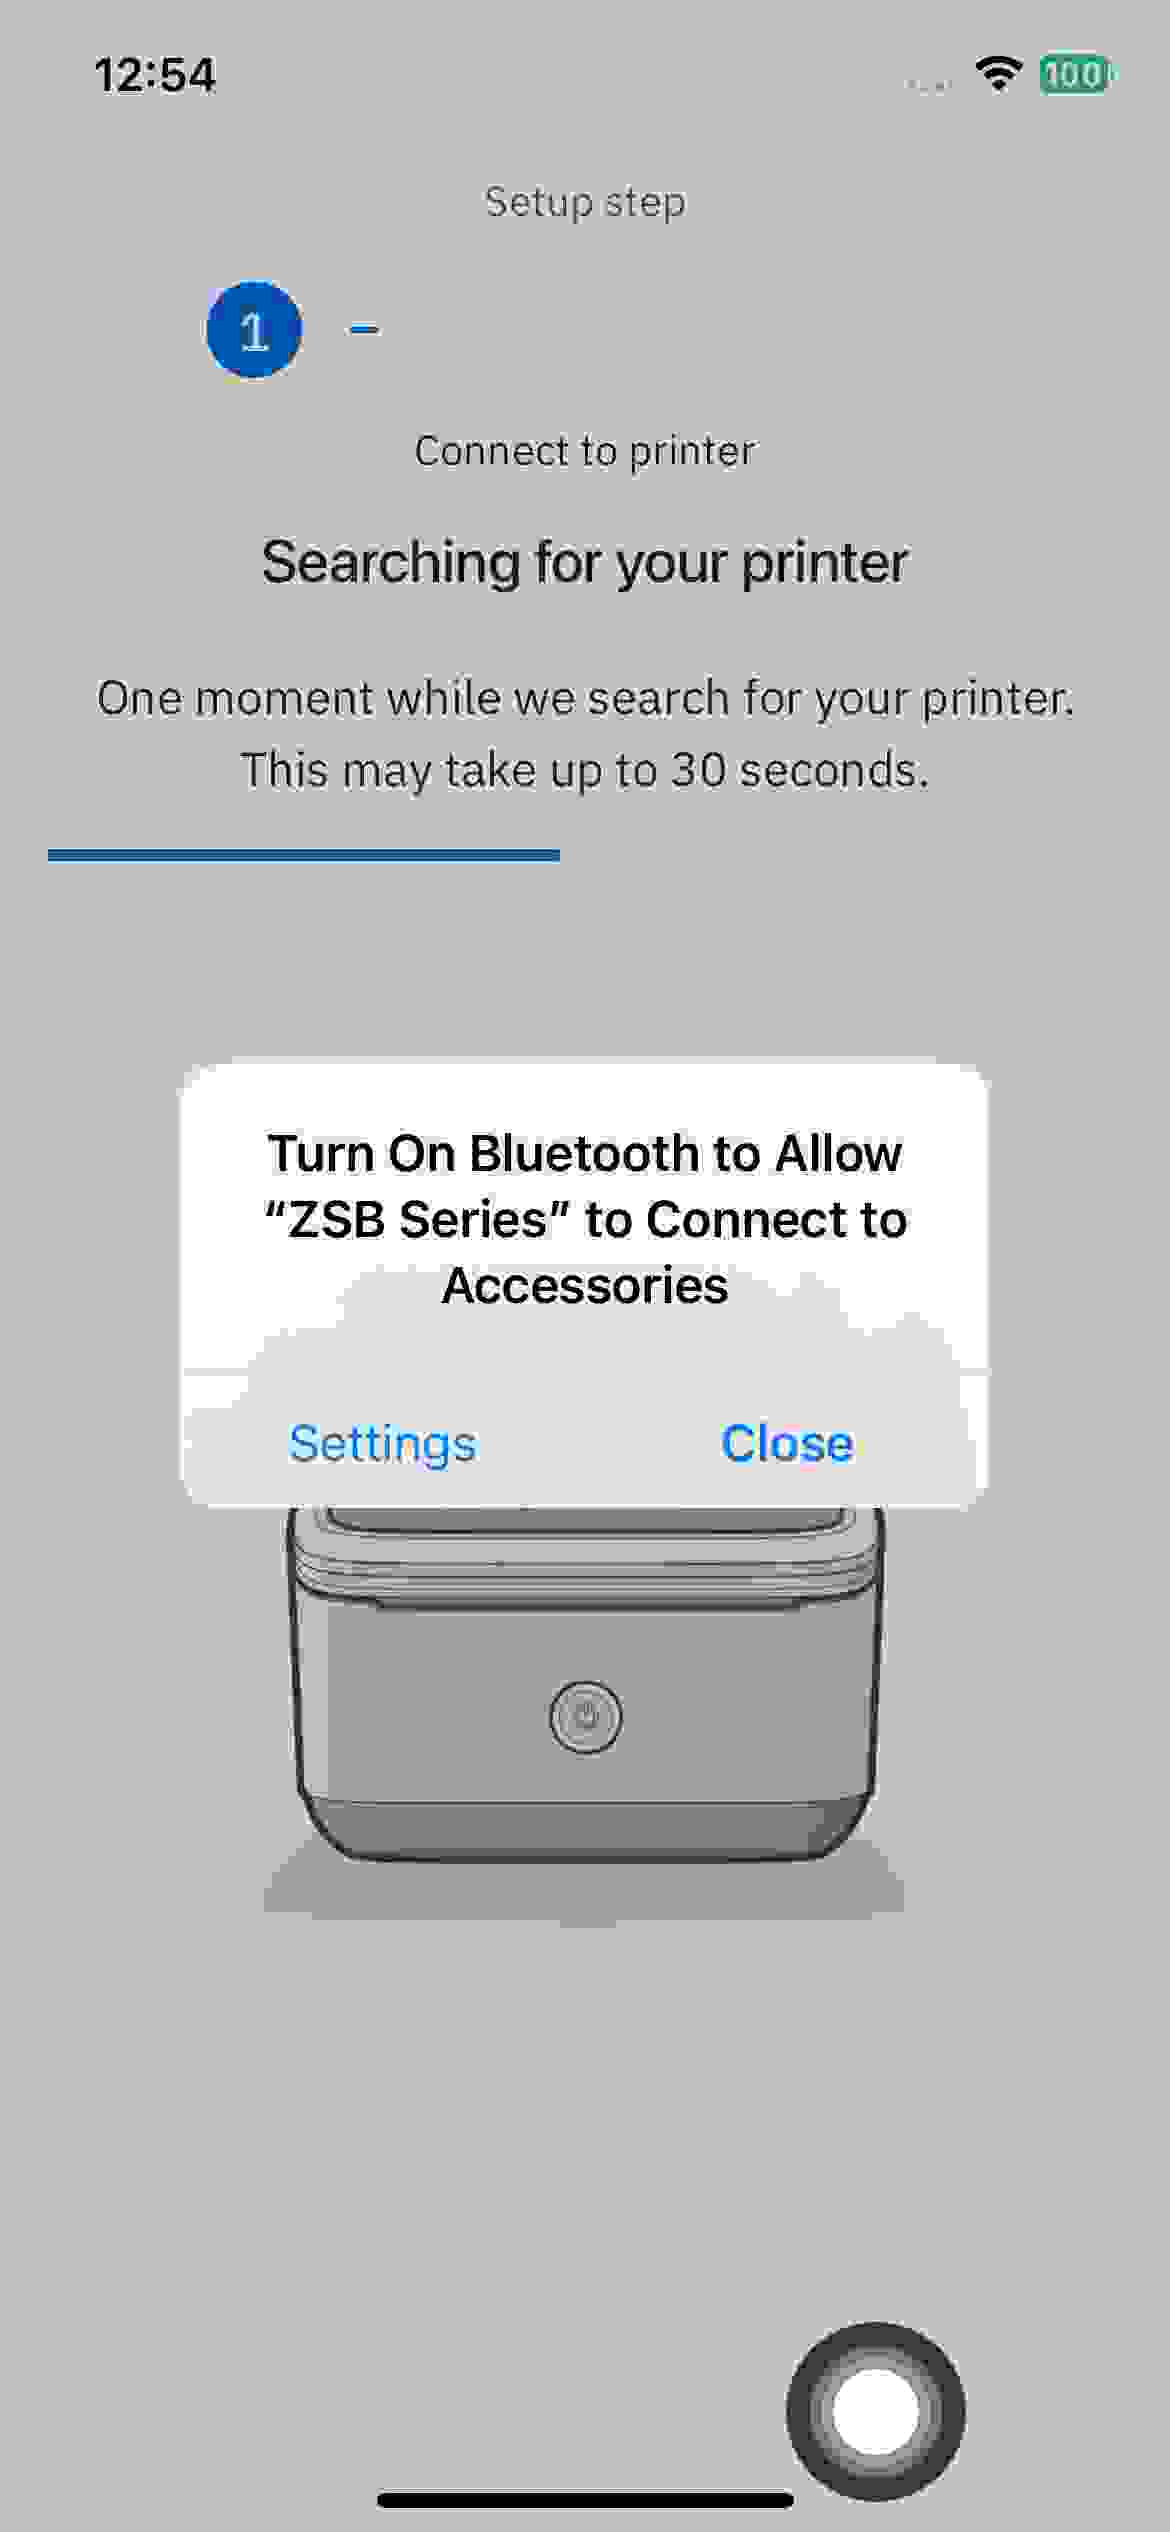 12:54
100
Setup step
1
Connect to printer
Searching for your printer
One moment while we search for your printer.
This may take up to 30 seconds.
Turn On Bluetooth to Allow
“ZSB Series” to Connect to
Accessories
Settings
Close